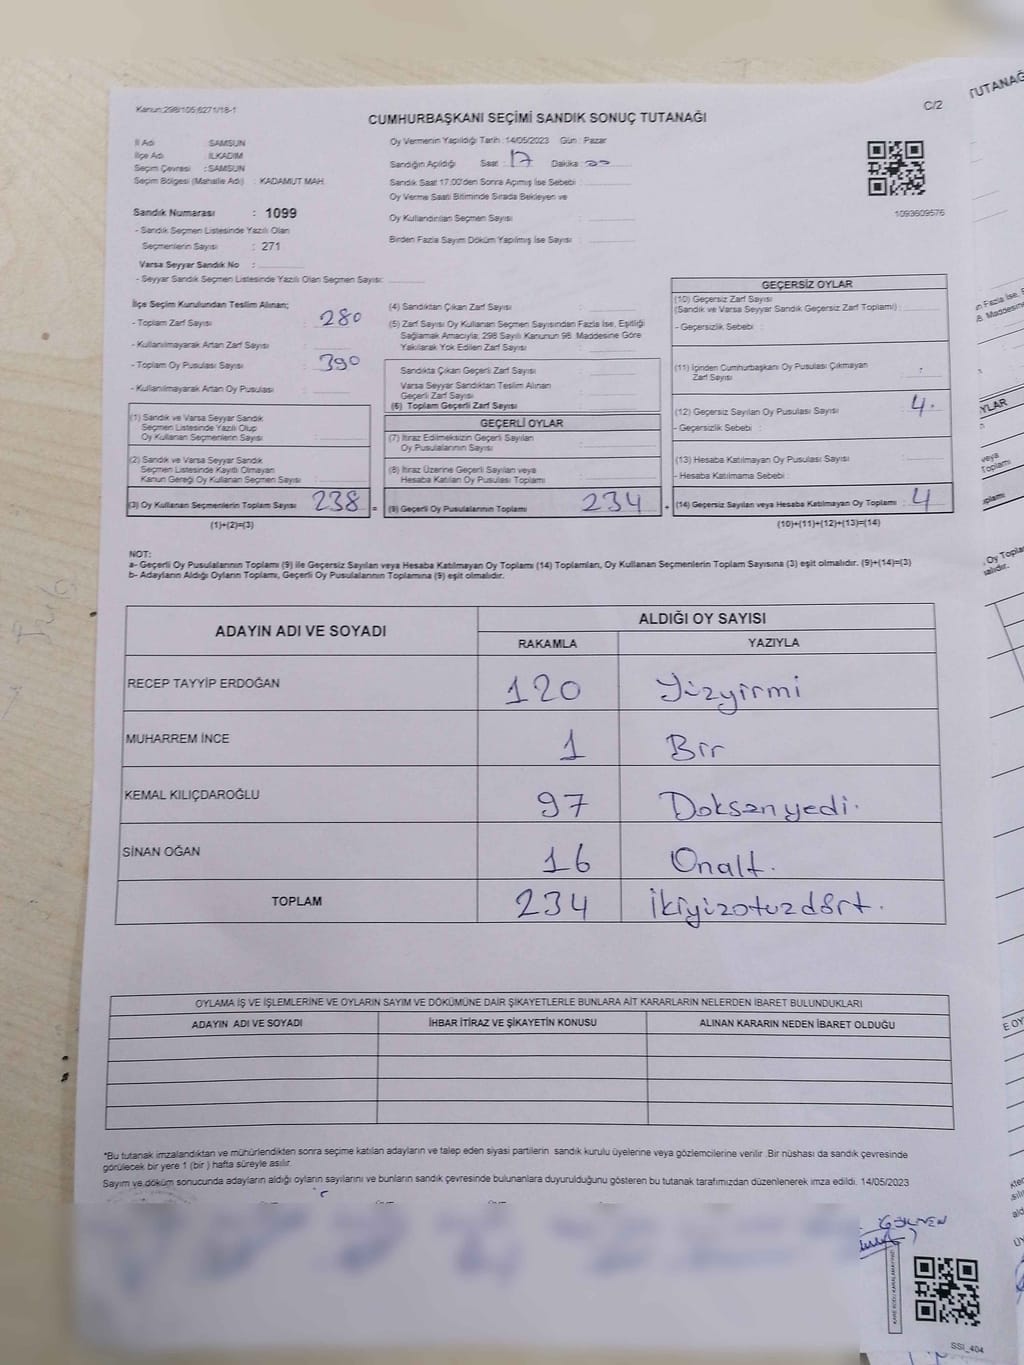 Kanun:298/105;6271/18-1
C/2
TUTANAĞI
CUMHURBAŞKANI SEÇİMİ SANDIK SONUÇ TUTANAĞI
İl Adı SAMSUN
İlçe Adı İLKADIM
Seçim Çevresi : SAMSUN
Seçim Bölgesi (Mahalle Adı) : KADAMUT MAH.
Oy Vermenin Yapıldığı Tarih : 14/05/2023 Gün : Pazar
Sandığın Açıldığı Saat : 17 Dakika : 00
Sandık Saat 17.00'den Sonra Açılmış İse Sebebi :
Oy Verme Saati Bitiminde Sırada Bekleyen ve
Oy Kullandırılan Seçmen Sayısı :
Birden Fazla Sayım Döküm Yapılmış İse Sayısı :
1093609576
Sandık Numarası : 1099
- Sandık Seçmen Listesinde Yazılı Olan
Seçmenlerin Sayısı : 271
Varsa Seyyar Sandık No :
- Seyyar Sandık Seçmen Listesinde Yazılı Olan Seçmen Sayısı:
İlçe Seçim Kurulundan Teslim Alınan;
- Toplam Zarf Sayısı : 280
- Kullanılmayarak Artan Zarf Sayısı :
- Toplam Oy Pusulası Sayısı : 390
- Kullanılmayarak Artan Oy Pusulası :
(1) Sandık ve Varsa Seyyar Sandık
Seçmen Listesinde Yazılı Olup
Oy Kullanan Seçmenlerin Sayısı :
(2) Sandık ve Varsa Seyyar Sandık
Seçmen Listesinde Kayıtlı Olmayan
Kanun Gereği Oy Kullanan Seçmen Sayısı :
(3) Oy Kullanan Seçmenlerin Toplam Sayısı : 238 =
(1)+(2)=(3)
(4) Sandıktan Çıkan Zarf Sayısı :
(5) Zarf Sayısı Oy Kullanan Seçmen Sayısından Fazla İse, Eşitliği
Sağlamak Amacıyla, 298 Sayılı Kanunun 98. Maddesine Göre
Yakılarak Yok Edilen Zarf Sayısı :
Sandıkta Çıkan Geçerli Zarf Sayısı :
Varsa Seyyar Sandıktan Teslim Alınan
Geçerli Zarf Sayısı :
(6) Toplam Geçerli Zarf Sayısı :
GEÇERLİ OYLAR
(7) İtiraz Edilmeksizin Geçerli Sayılan
Oy Pusulalarının Sayısı :
(8) İtiraz Üzerine Geçerli Sayılan veya
Hesaba Katılan Oy Pusulası Toplamı :
(9) Geçerli Oy Pusulalarının Toplamı : 234 +
GEÇERSİZ OYLAR
(10) Geçersiz Zarf Sayısı
(Sandık ve Varsa Seyyar Sandık Geçersiz Zarf Toplamı) :
- Geçersizlik Sebebi :
(11) İçinden Cumhurbaşkanı Oy Pusulası Çıkmayan
Zarf Sayısı :
(12) Geçersiz Sayılan Oy Pusulası Sayısı : 4.
- Geçersizlik Sebebi :
(13) Hesaba Katılmayan Oy Pusulası Sayısı :
- Hesaba Katılmama Sebebi :
(14) Geçersiz Sayılan veya Hesaba Katılmayan Oy Toplamı : 4
(10)+(11)+(12)+(13)=(14)
NOT:
a- Geçerli Oy Pusulalarının Toplamı (9) ile Geçersiz Sayılan veya Hesaba Katılmayan Oy Toplamı (14) Toplamları, Oy Kullanan Seçmenlerin Toplam Sayısına (3) eşit olmalıdır. (9)+(14)=(3)
b- Adayların Aldığı Oyların Toplamı, Geçerli Oy Pusulalarının Toplamına (9) eşit olmalıdır.
ADAYIN ADI VE SOYADI ALDIĞI OY SAYISI
RAKAMLA YAZIYLA
RECEP TAYYİP ERDOĞAN 120 Yüzyirmi
MUHARREM İNCE 1 Bir
KEMAL KILIÇDAROĞLU 97 Doksanyedi.
SİNAN OĞAN 16 Onalt.
TOPLAM 234 İkiyüzotuzdört.
OYLAMA İŞ VE İŞLEMLERİNE VE OYLARIN SAYIM VE DÖKÜMÜNE DAİR ŞİKAYETLERLE BUNLARA AİT KARARLARIN NELERDEN İBARET BULUNDUKLARI
ADAYIN ADI VE SOYADI İHBAR İTİRAZ VE ŞİKAYETİN KONUSU ALINAN KARARIN NEDEN İBARET OLDUĞU
*Bu tutanak imzalandıktan ve mühürlendikten sonra seçime katılan adayların ve talep eden siyasi partilerin sandık kurulu üyelerine veya gözlemcilerine verilir .Bir nüshası da sandık çevresinde
görülecek bir yere 1 (bir ) hafta süreyle asılır.
Sayım ve döküm sonucunda adayların aldığı oyların sayılarını ve bunların sandık çevresinde bulunanlara duyurulduğunu gösteren bu tutanak tarafımızdan düzenlenerek imza edildi. 14/05/2023
SSI_404